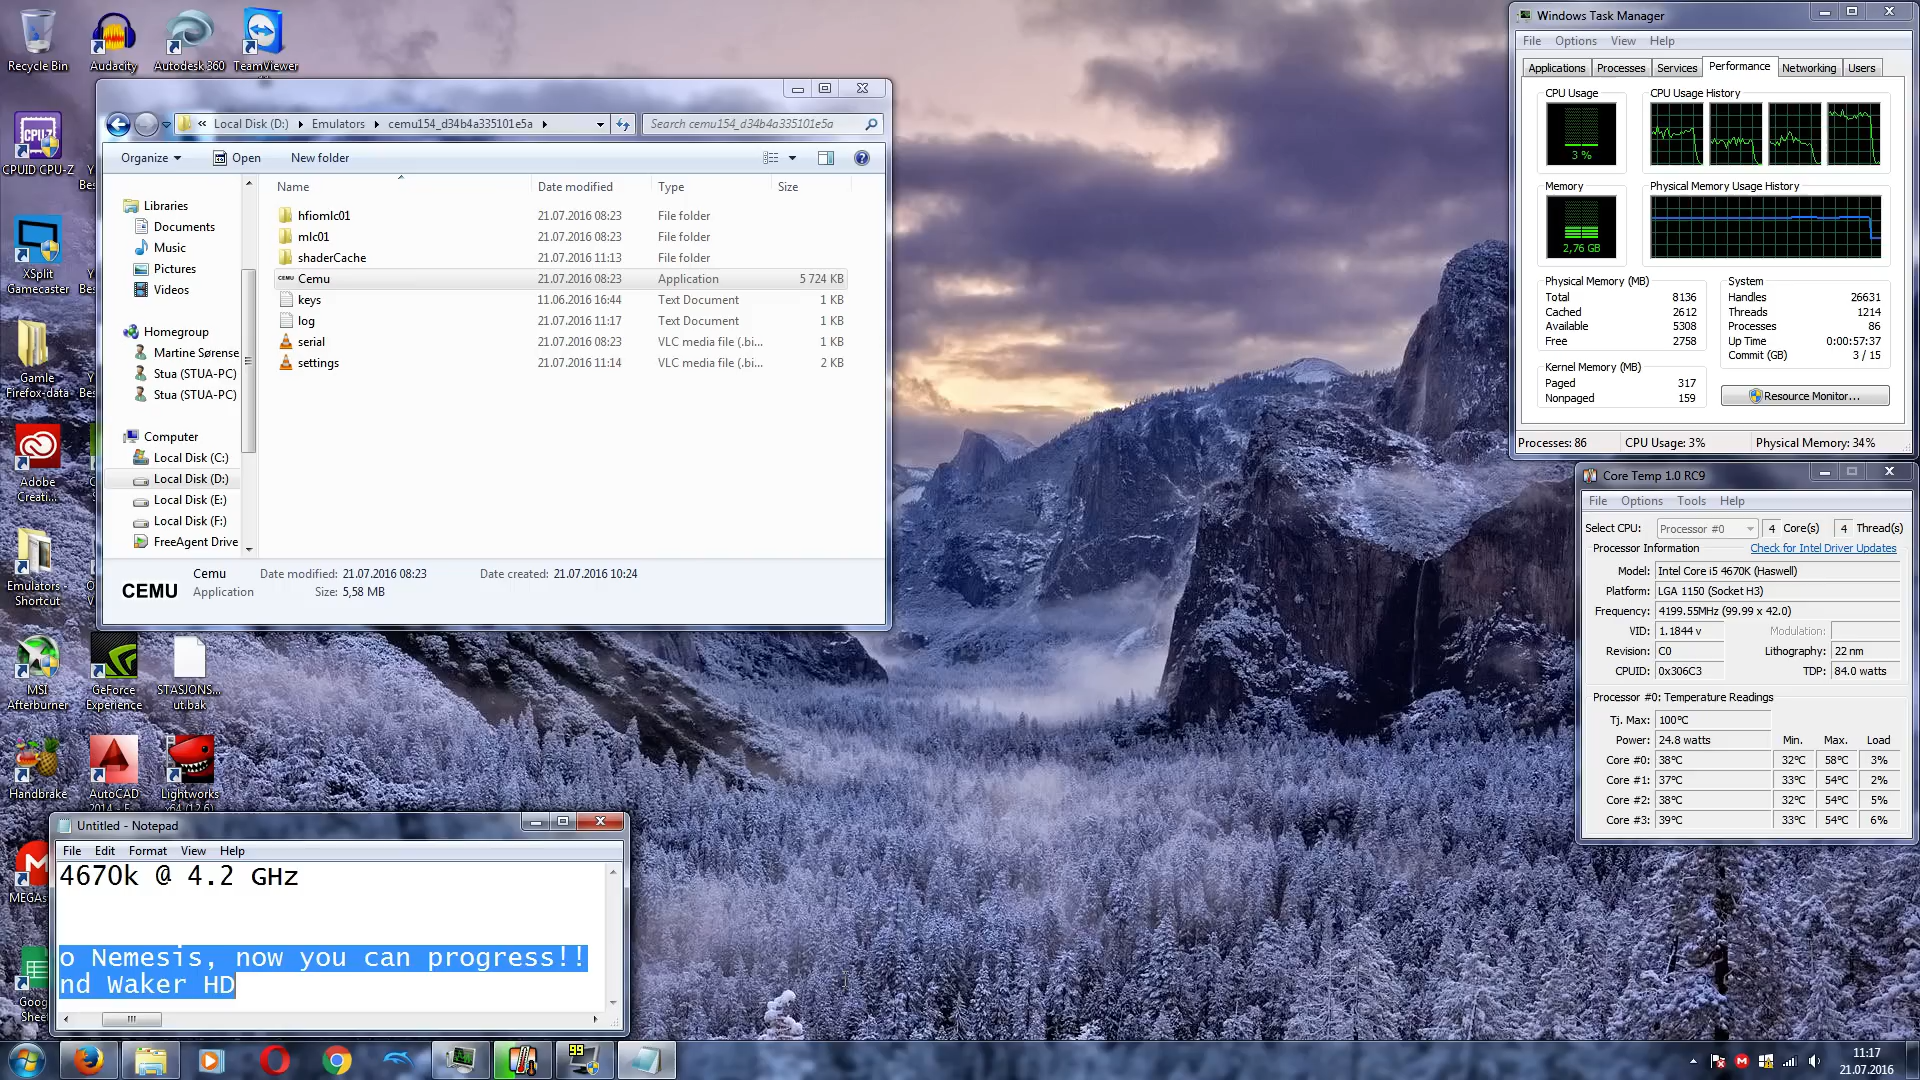 Recycle Bin
Audacity
Autodesk 360
TeamViewer
CPUID CPU-Z
XSplit
Gamecaster
Gamle
Firefox-data
Adobe
Creati...
Emulators -
Shortcut
MSI
Afterburner
GeForce
Experience
STASJONS...
ut.bak
Handbrake
AutoCAD
2014 - E...
Lightworks
x64 (12.6)
MEGAs
Goog
Shee
Local Disk (D:)
Emulators
cemu154_d34b4a335101e5a
Search cemu154_d34b4a335101e5a
Organize
Open
New folder
Name
Date modified
Type
Size
Libraries
Documents
Music
Pictures
Videos
Homegroup
Martine Sørense
Stua (STUA-PC)
Stua (STUA-PC)
Computer
Local Disk (C:)
Local Disk (D:)
Local Disk (E:)
Local Disk (F:)
FreeAgent Drive
hfiomlc01 21.07.2016 08:23 File folder
mlc01 21.07.2016 08:23 File folder
shaderCache 21.07.2016 11:13 File folder
CEMU Cemu 21.07.2016 08:23 Application 5 724 KB
keys 11.06.2016 16:44 Text Document 1 KB
log 21.07.2016 11:17 Text Document 1 KB
serial 21.07.2016 08:23 VLC media file (.bi... 1 KB
settings 21.07.2016 11:14 VLC media file (.bi... 2 KB
CEMU
Cemu Date modified: 21.07.2016 08:23 Date created: 21.07.2016 10:24
Application Size: 5,58 MB
Untitled - Notepad
File Edit Format View Help
4670k @ 4.2 GHz
o Nemesis, now you can progress!!
nd Waker HD
Windows Task Manager
File Options View Help
Applications Processes Services Performance Networking Users
CPU Usage
CPU Usage History
3 %
Memory
Physical Memory Usage History
2,76 GB
Physical Memory (MB)
Total 8136
Cached 2612
Available 5308
Free 2758
Kernel Memory (MB)
Paged 317
Nonpaged 159
System
Handles 26631
Threads 1214
Processes 86
Up Time 0:00:57:37
Commit (GB) 3 / 15
Resource Monitor...
Processes: 86 CPU Usage: 3% Physical Memory: 34%
Core Temp 1.0 RC9
File Options Tools Help
Select CPU: Processor #0 4 Core(s) 4 Thread(s)
Processor Information Check for Intel Driver Updates
Model: Intel Core i5 4670K (Haswell)
Platform: LGA 1150 (Socket H3)
Frequency: 4199.55MHz (99.99 x 42.0)
VID: 1.1844 v Modulation:
Revision: C0 Lithography: 22 nm
CPUID: 0x306C3 TDP: 84.0 watts
Processor #0: Temperature Readings
Tj. Max: 100°C
Power: 24.8 watts Min. Max. Load
Core #0: 38°C 32°C 58°C 3%
Core #1: 37°C 33°C 54°C 2%
Core #2: 38°C 32°C 54°C 5%
Core #3: 39°C 33°C 54°C 6%
99
11:17
21.07.2016